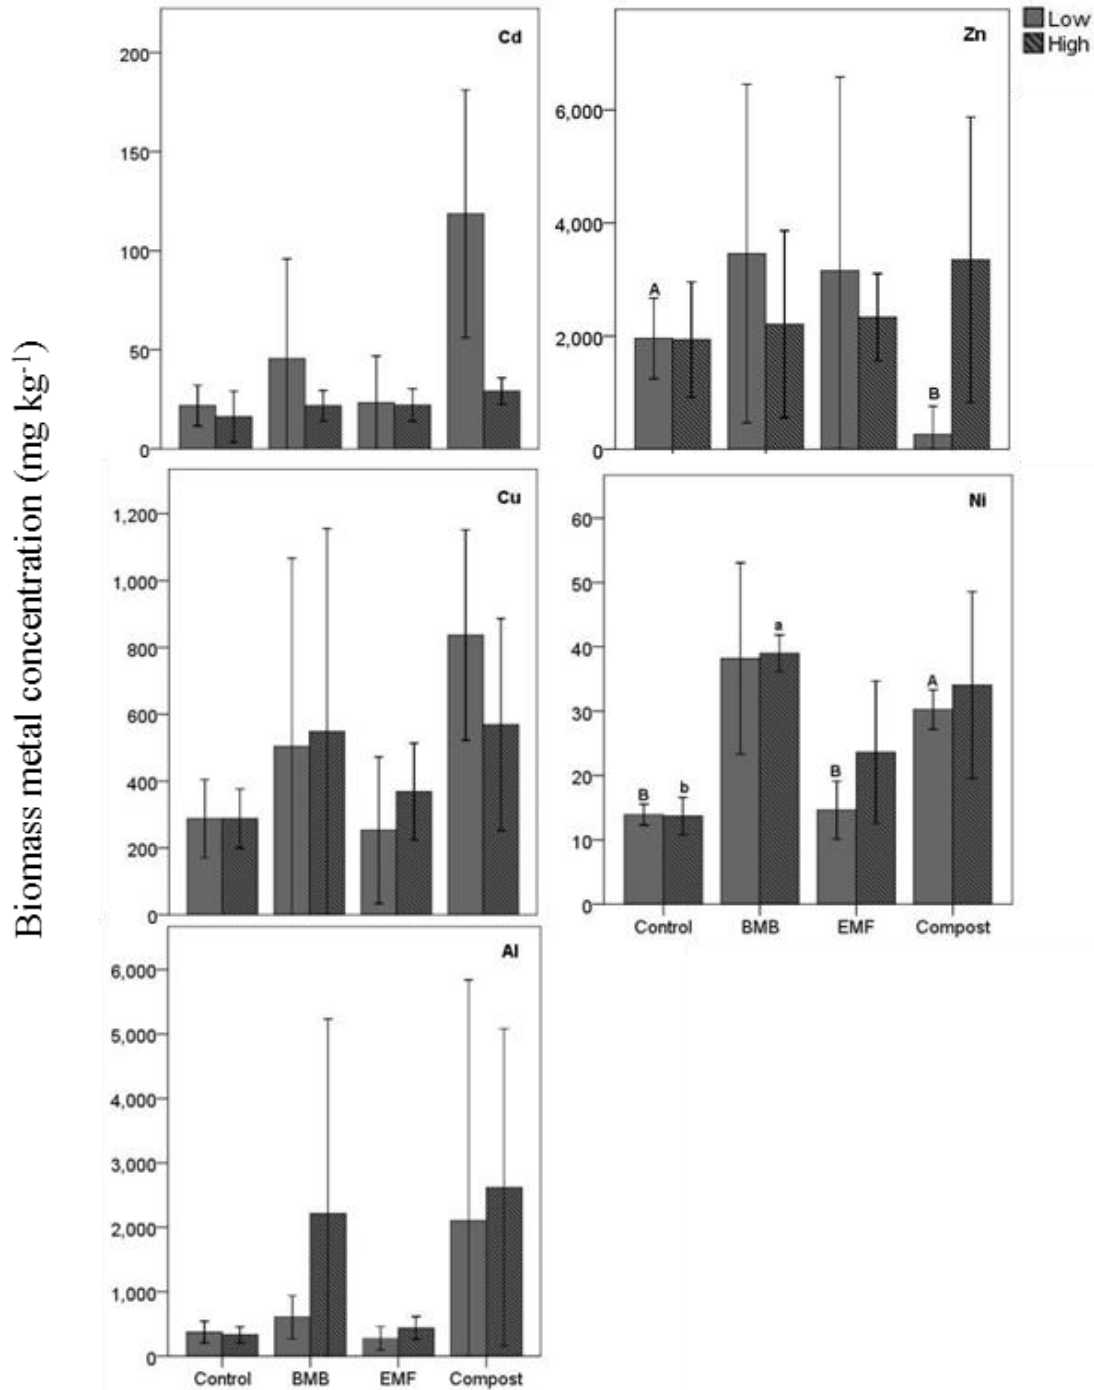 Biomass metal concentration (mg kg⁻¹)
Low
High
Cd
200
150
100
50
0
Zn
6,000
4,000
2,000
0
A
B
Cu
1,200
1,000
800
600
400
200
0
Ni
60
50
40
30
20
10
0
B
b
a
B
A
Control BMB EMF Compost
Al
6,000
5,000
4,000
3,000
2,000
1,000
0
Control BMB EMF Compost